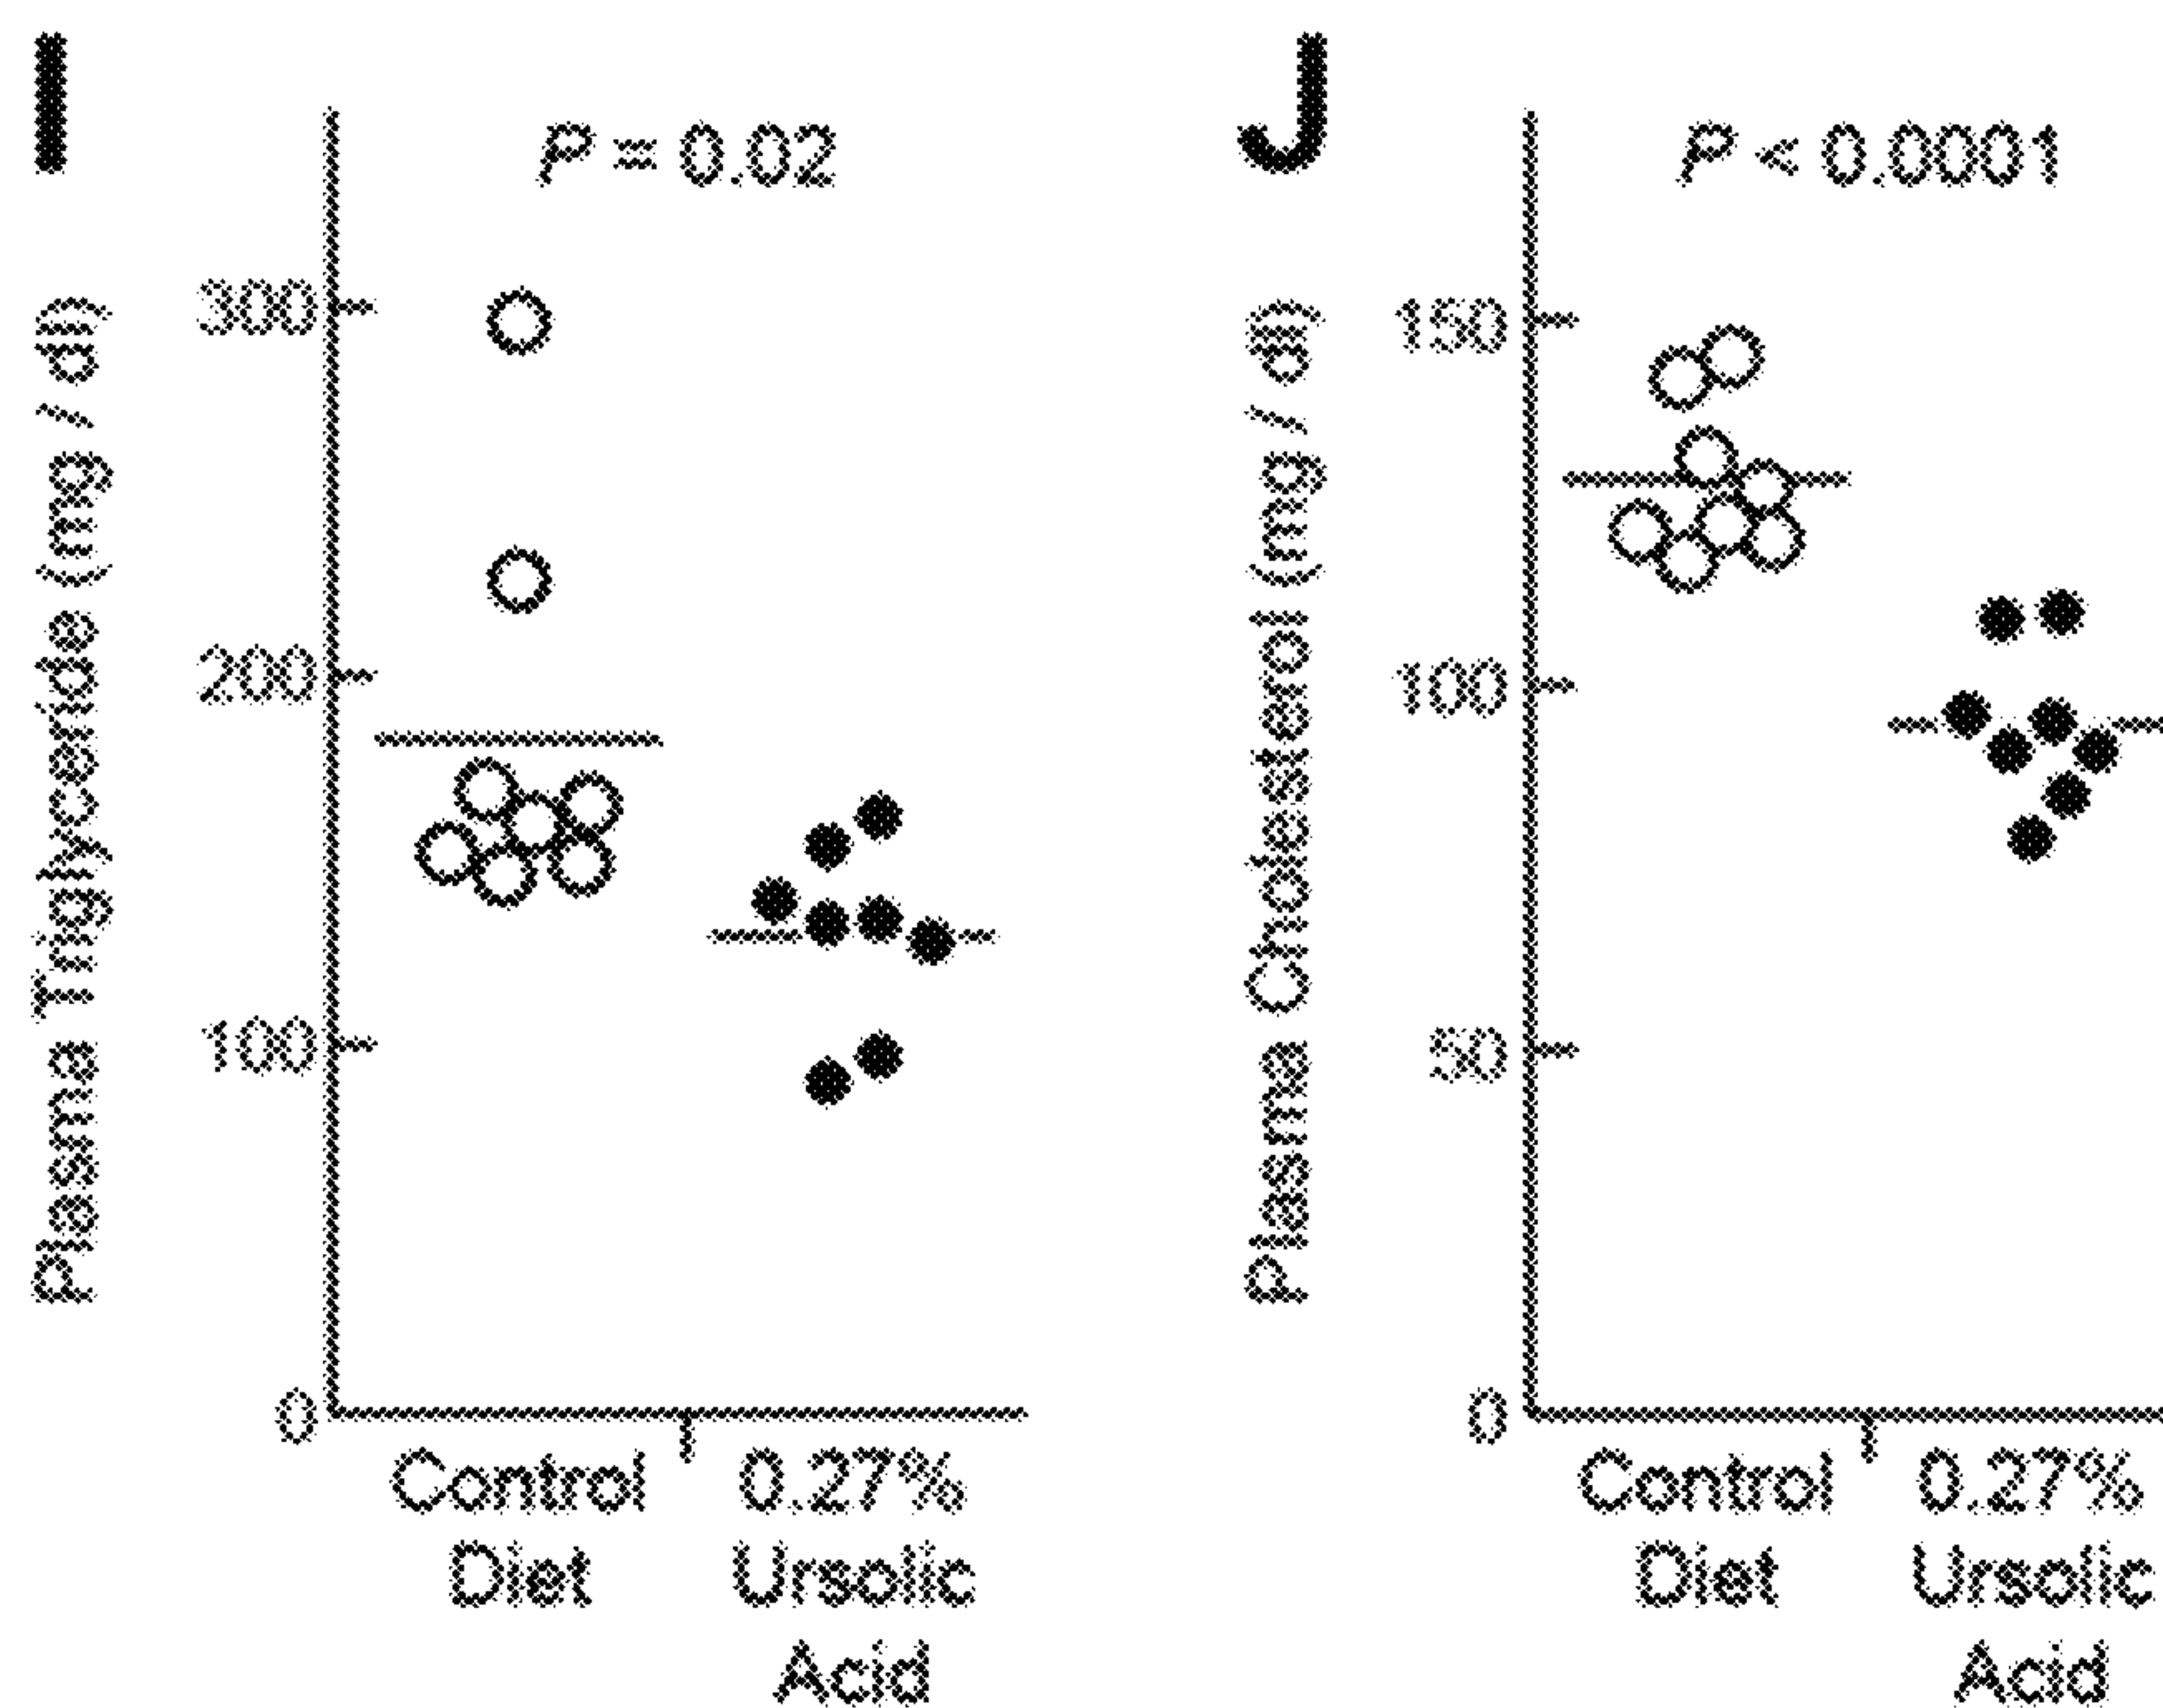 I
P = 0.02
Plasma Triglyceride (mg / dl)
300
200
100
0
Control
Diet
0.27%
Ursolic
Acid
J
P < 0.0001
Plasma Cholesterol (mg / dl)
150
100
50
0
Control
Diet
0.27%
Ursolic
Acid